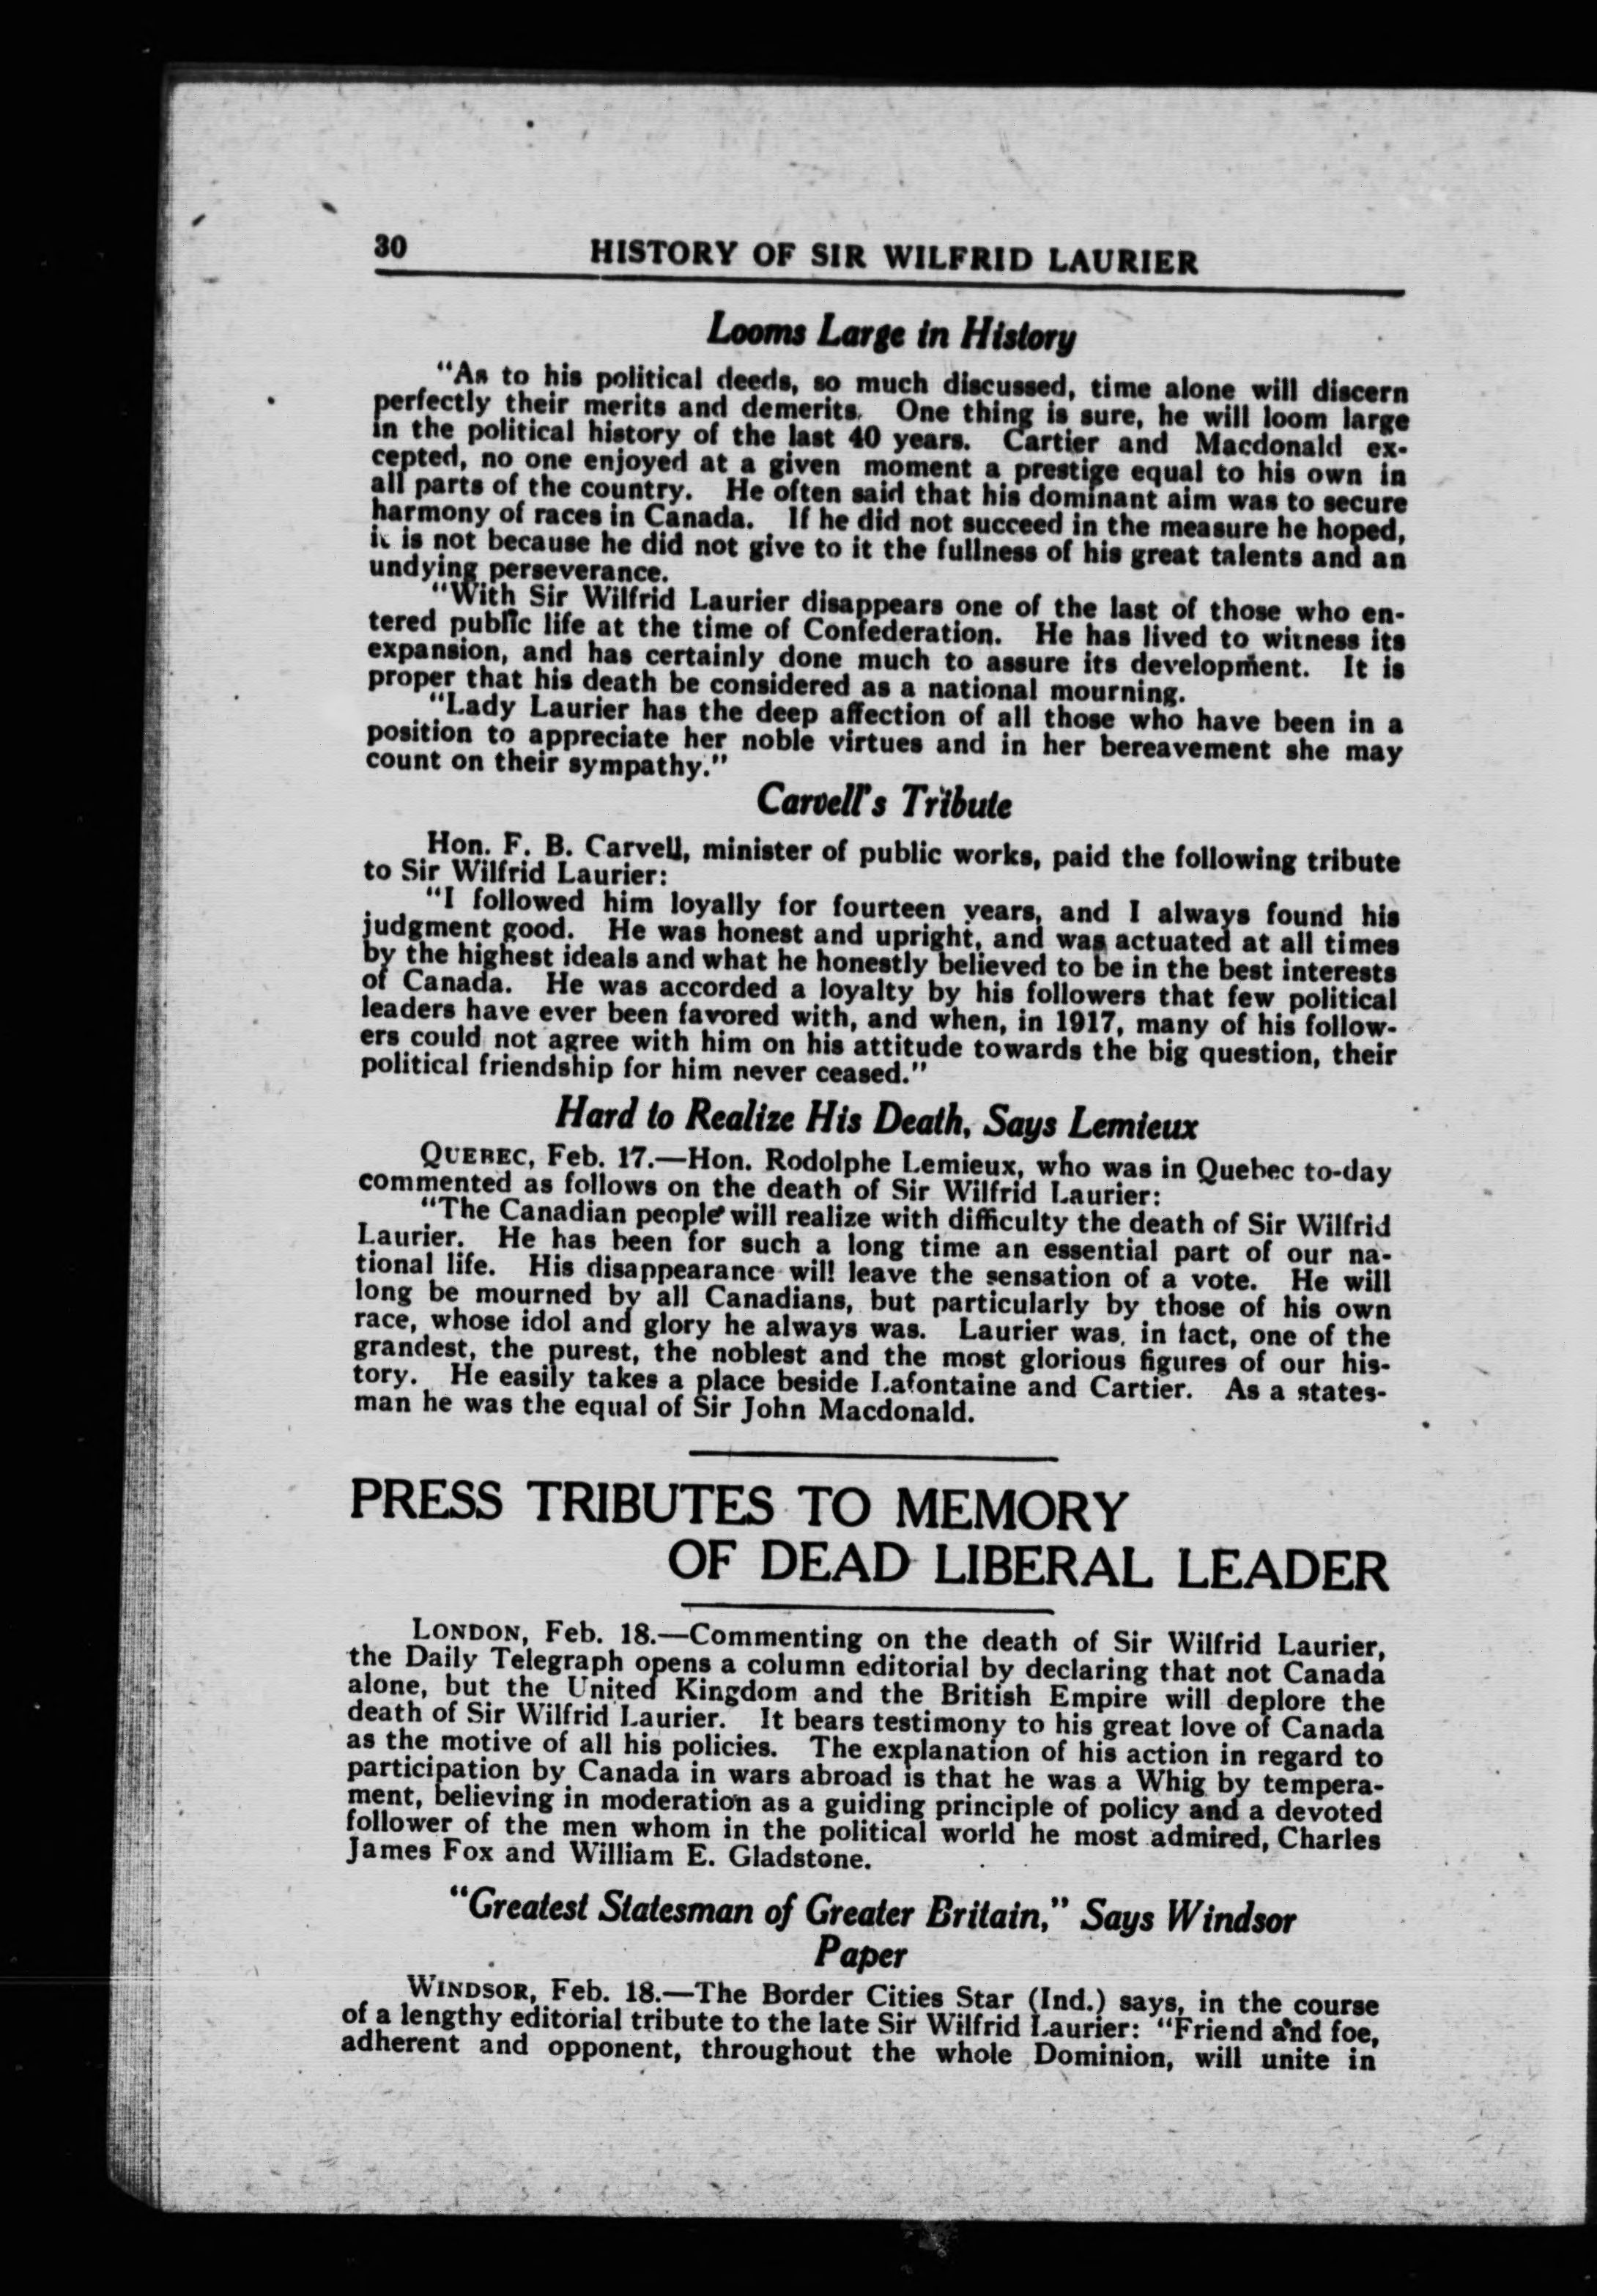 30
HISTORY OF SIR WILFRID LAURIER
Looms Large in History
"As to his political deeds, so much discussed, time alone will discern
perfectly their merits and demerits. One thing is sure, he will loom large
in the political history of the last 40 years. Cartier and Macdonald ex-
cepted, no one enjoyed at a given moment a prestige equal to his own in
all parts of the country. He often said that his dominant aim was to secure
harmony of races in Canada. If he did not succeed in the measure he hoped,
it is not because he did not give to it the fullness of his great talents and an
undying perseverance.
"With Sir Wilfrid Laurier disappears one of the last of those who en-
tered public life at the time of Confederation. He has lived to witness its
expansion, and has certainly done much to assure its development. It is
proper that his death be considered as a national mourning.
"Lady Laurier has the deep affection of all those who have been in a
position to appreciate her noble virtues and in her bereavement she may
count on their sympathy."
Carvell's Tribute
Hon. F. B. Carvell, minister of public works, paid the following tribute
to Sir Wilfrid Laurier:
"I followed him loyally for fourteen years, and I always found his
judgment good. He was honest and upright, and was actuated at all times
by the highest ideals and what he honestly believed to be in the best interests
of Canada. He was accorded a loyalty by his followers that few political
leaders have ever been favored with, and when, in 1917, many of his follow-
ers could not agree with him on his attitude towards the big question, their
political friendship for him never ceased."
Hard to Realize His Death, Says Lemieux
QUEBEC, Feb. 17.—Hon. Rodolphe Lemieux, who was in Quebec to-day
commented as follows on the death of Sir Wilfrid Laurier:
"The Canadian people will realize with difficulty the death of Sir Wilfrid
Laurier. He has been for such a long time an essential part of our na-
tional life. His disappearance will leave the sensation of a vote. He will
long be mourned by all Canadians, but particularly by those of his own
race, whose idol and glory he always was. Laurier was, in fact, one of the
grandest, the purest, the noblest and the most glorious figures of our his-
tory. He easily takes a place beside Lafontaine and Cartier. As a states-
man he was the equal of Sir John Macdonald.
PRESS TRIBUTES TO MEMORY
OF DEAD LIBERAL LEADER
LONDON, Feb. 18.—Commenting on the death of Sir Wilfrid Laurier,
the Daily Telegraph opens a column editorial by declaring that not Canada
alone, but the United Kingdom and the British Empire will deplore the
death of Sir Wilfrid Laurier. It bears testimony to his great love of Canada
as the motive of all his policies. The explanation of his action in regard to
participation by Canada in wars abroad is that he was a Whig by tempera-
ment, believing in moderation as a guiding principle of policy and a devoted
follower of the men whom in the political world he most admired, Charles
James Fox and William E. Gladstone.
"Greatest Statesman of Greater Britain," Says Windsor
Paper
WINDSOR, Feb. 18.—The Border Cities Star (Ind.) says, in the course
of a lengthy editorial tribute to the late Sir Wilfrid Laurier: "Friend and foe,
adherent and opponent, throughout the whole Dominion, will unite in